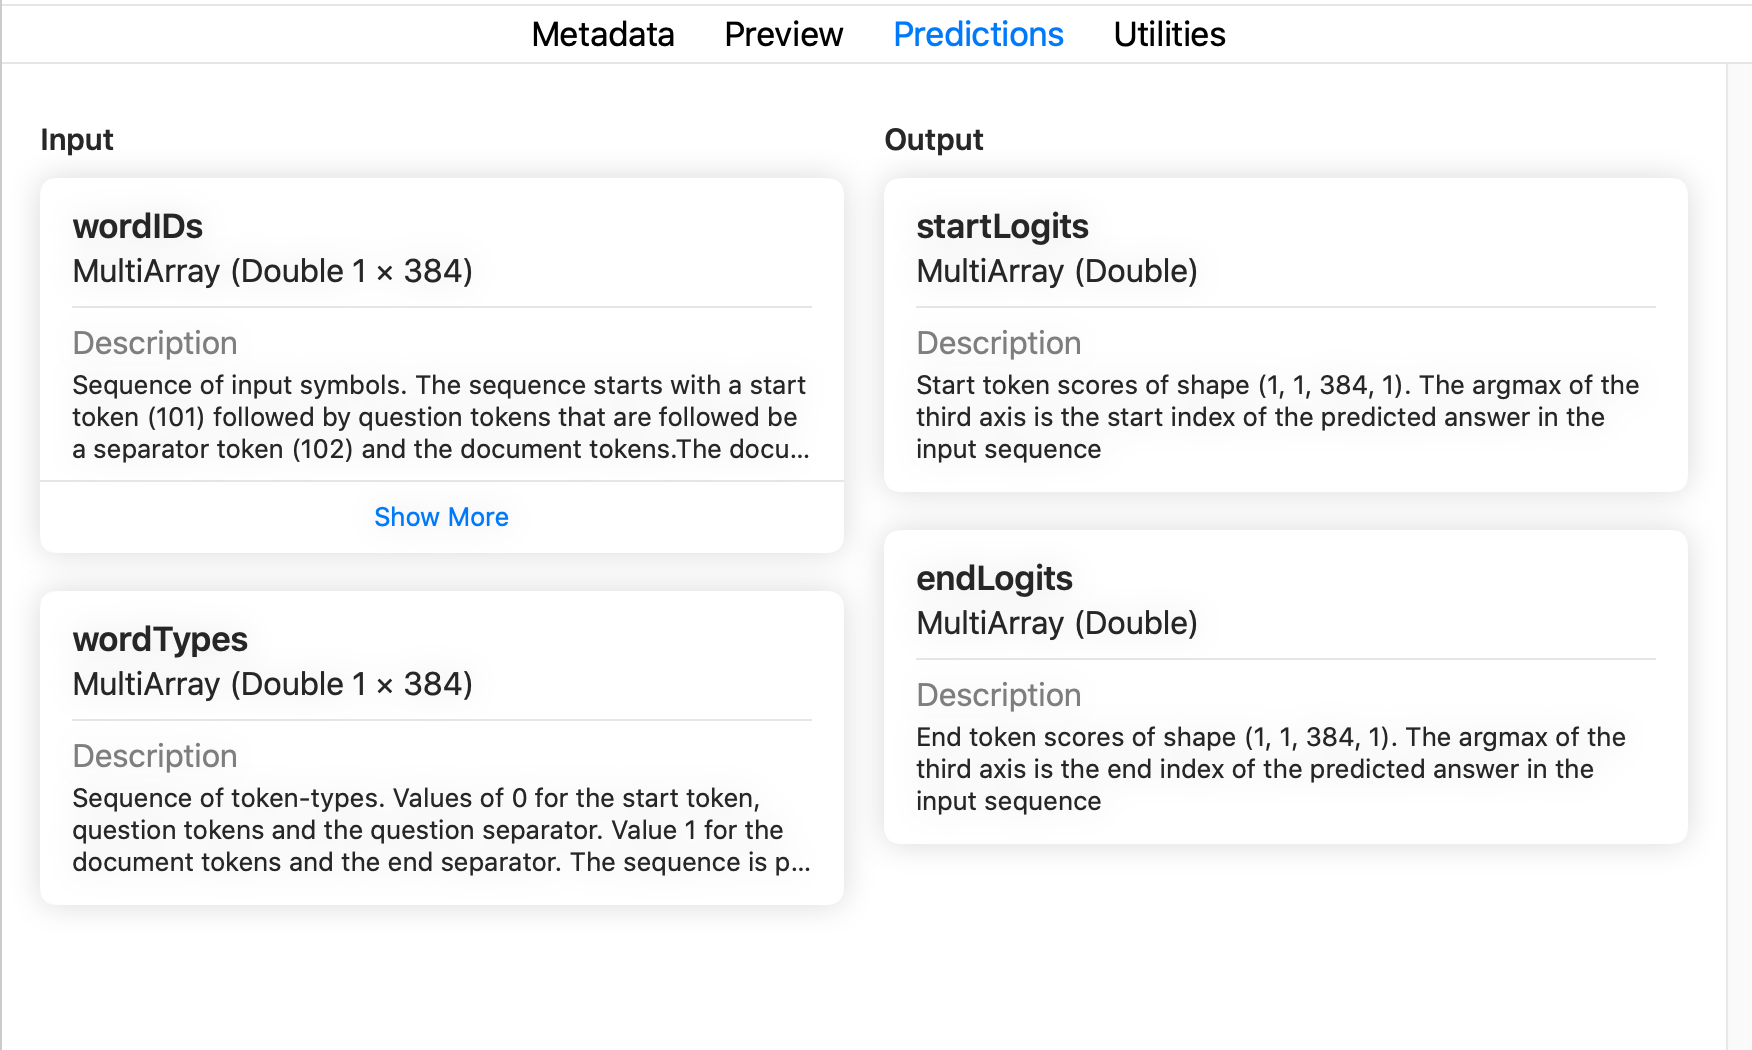 Metadata Preview Predictions Utilities
Input
wordIDs
MultiArray (Double 1 × 384)
Description
Sequence of input symbols. The sequence starts with a start
token (101) followed by question tokens that are followed be
a separator token (102) and the document tokens.The docu...
Show More
wordTypes
MultiArray (Double 1 × 384)
Description
Sequence of token-types. Values of 0 for the start token,
question tokens and the question separator. Value 1 for the
document tokens and the end separator. The sequence is p...
Output
startLogits
MultiArray (Double)
Description
Start token scores of shape (1, 1, 384, 1). The argmax of the
third axis is the start index of the predicted answer in the
input sequence
endLogits
MultiArray (Double)
Description
End token scores of shape (1, 1, 384, 1). The argmax of the
third axis is the end index of the predicted answer in the
input sequence